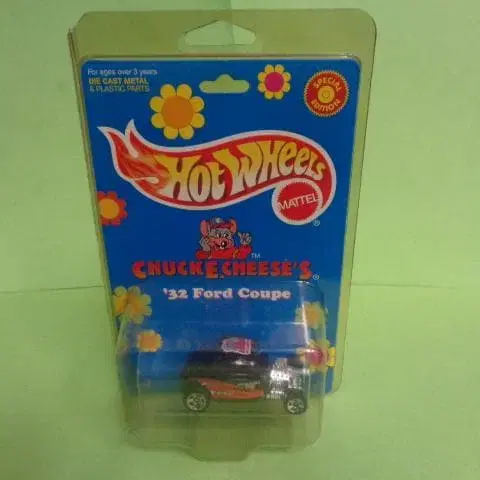 For ages over 3 years
DIE CAST METAL
& PLASTIC PARTS
SPECIAL
EDITION
HOT WHEELS
MATTEL
®
TM
CHUCK E. CHEESE'S®
'32 Ford Coupe